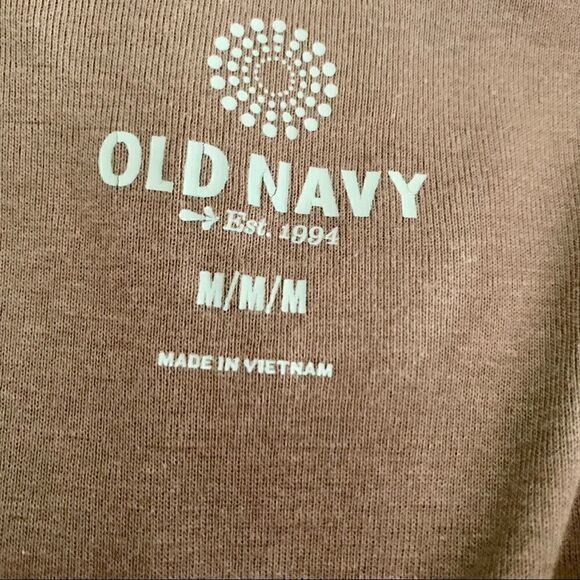 OLD NAVY
Est. 1994
M/M/M
MADE IN VIETNAM